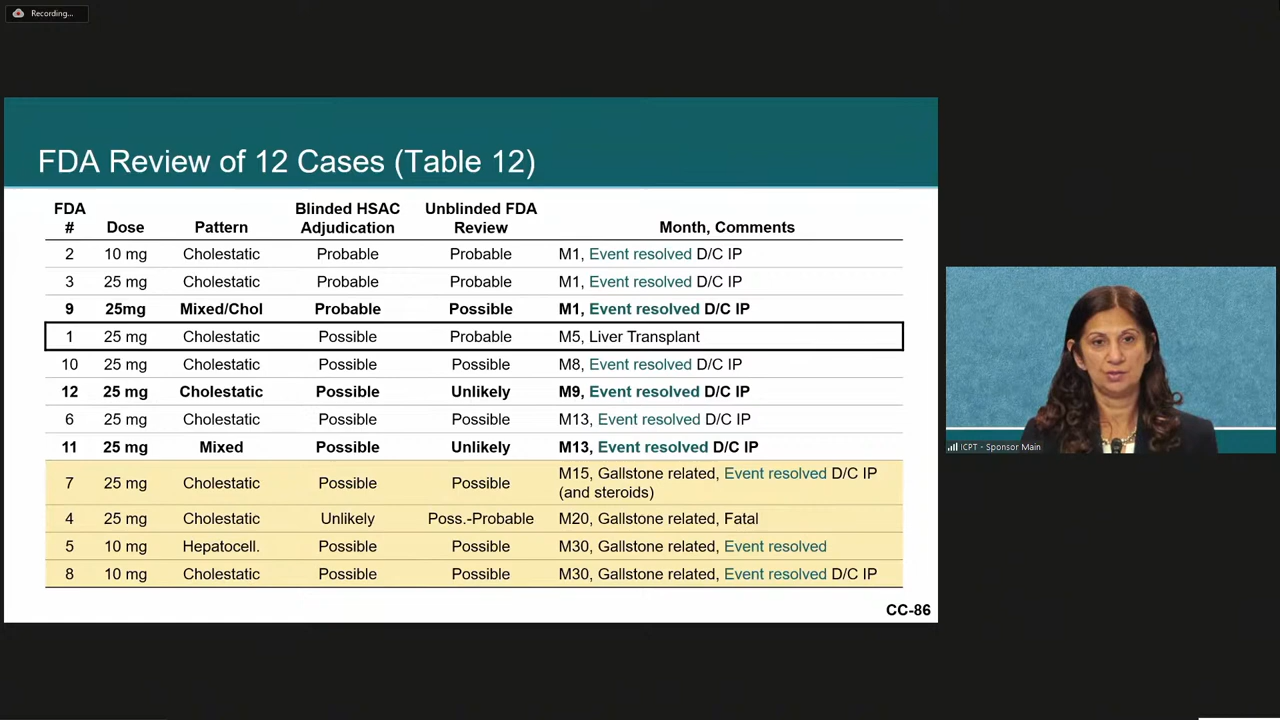 Recording...
FDA Review of 12 Cases (Table 12)
FDA # Dose Pattern Blinded HSAC Adjudication Unblinded FDA Review Month, Comments
2 10 mg Cholestatic Probable Probable M1, Event resolved D/C IP
3 25 mg Cholestatic Probable Probable M1, Event resolved D/C IP
9 25mg Mixed/Chol Probable Possible M1, Event resolved D/C IP
1 25 mg Cholestatic Possible Probable M5, Liver Transplant
10 25 mg Cholestatic Possible Possible M8, Event resolved D/C IP
12 25 mg Cholestatic Possible Unlikely M9, Event resolved D/C IP
6 25 mg Cholestatic Possible Possible M13, Event resolved D/C IP
11 25 mg Mixed Possible Unlikely M13, Event resolved D/C IP
7 25 mg Cholestatic Possible Possible M15, Gallstone related, Event resolved D/C IP (and steroids)
4 25 mg Cholestatic Unlikely Poss.-Probable M20, Gallstone related, Fatal
5 10 mg Hepatocell. Possible Possible M30, Gallstone related, Event resolved
8 10 mg Cholestatic Possible Possible M30, Gallstone related, Event resolved D/C IP
CC-86
ICPT - Sponsor Main